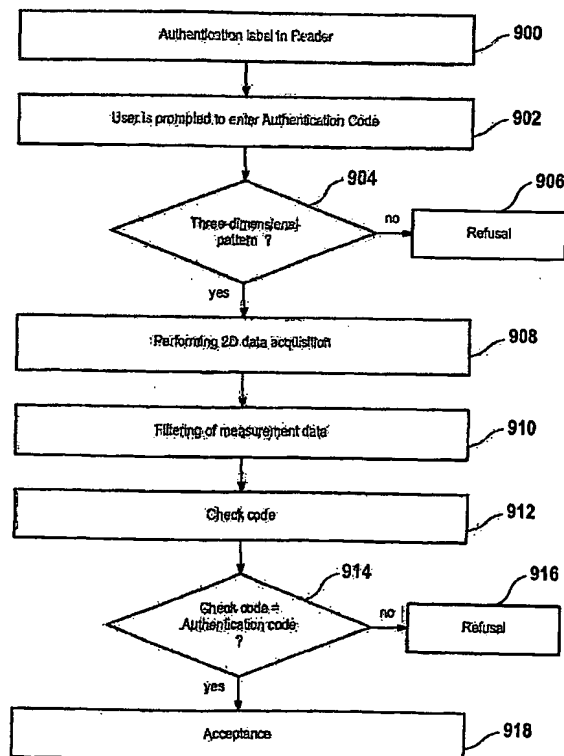 Authentication label in Reader
900
User is prompted to enter Authentication Code
902
904
906
Three-dimensional
pattern ?
no
Refusal
yes
Performing 2D data acquisition
908
Filtering of measurement data
910
Check code
912
914
916
Check code =
Authentication code
?
no
Refusal
yes
Acceptance
918